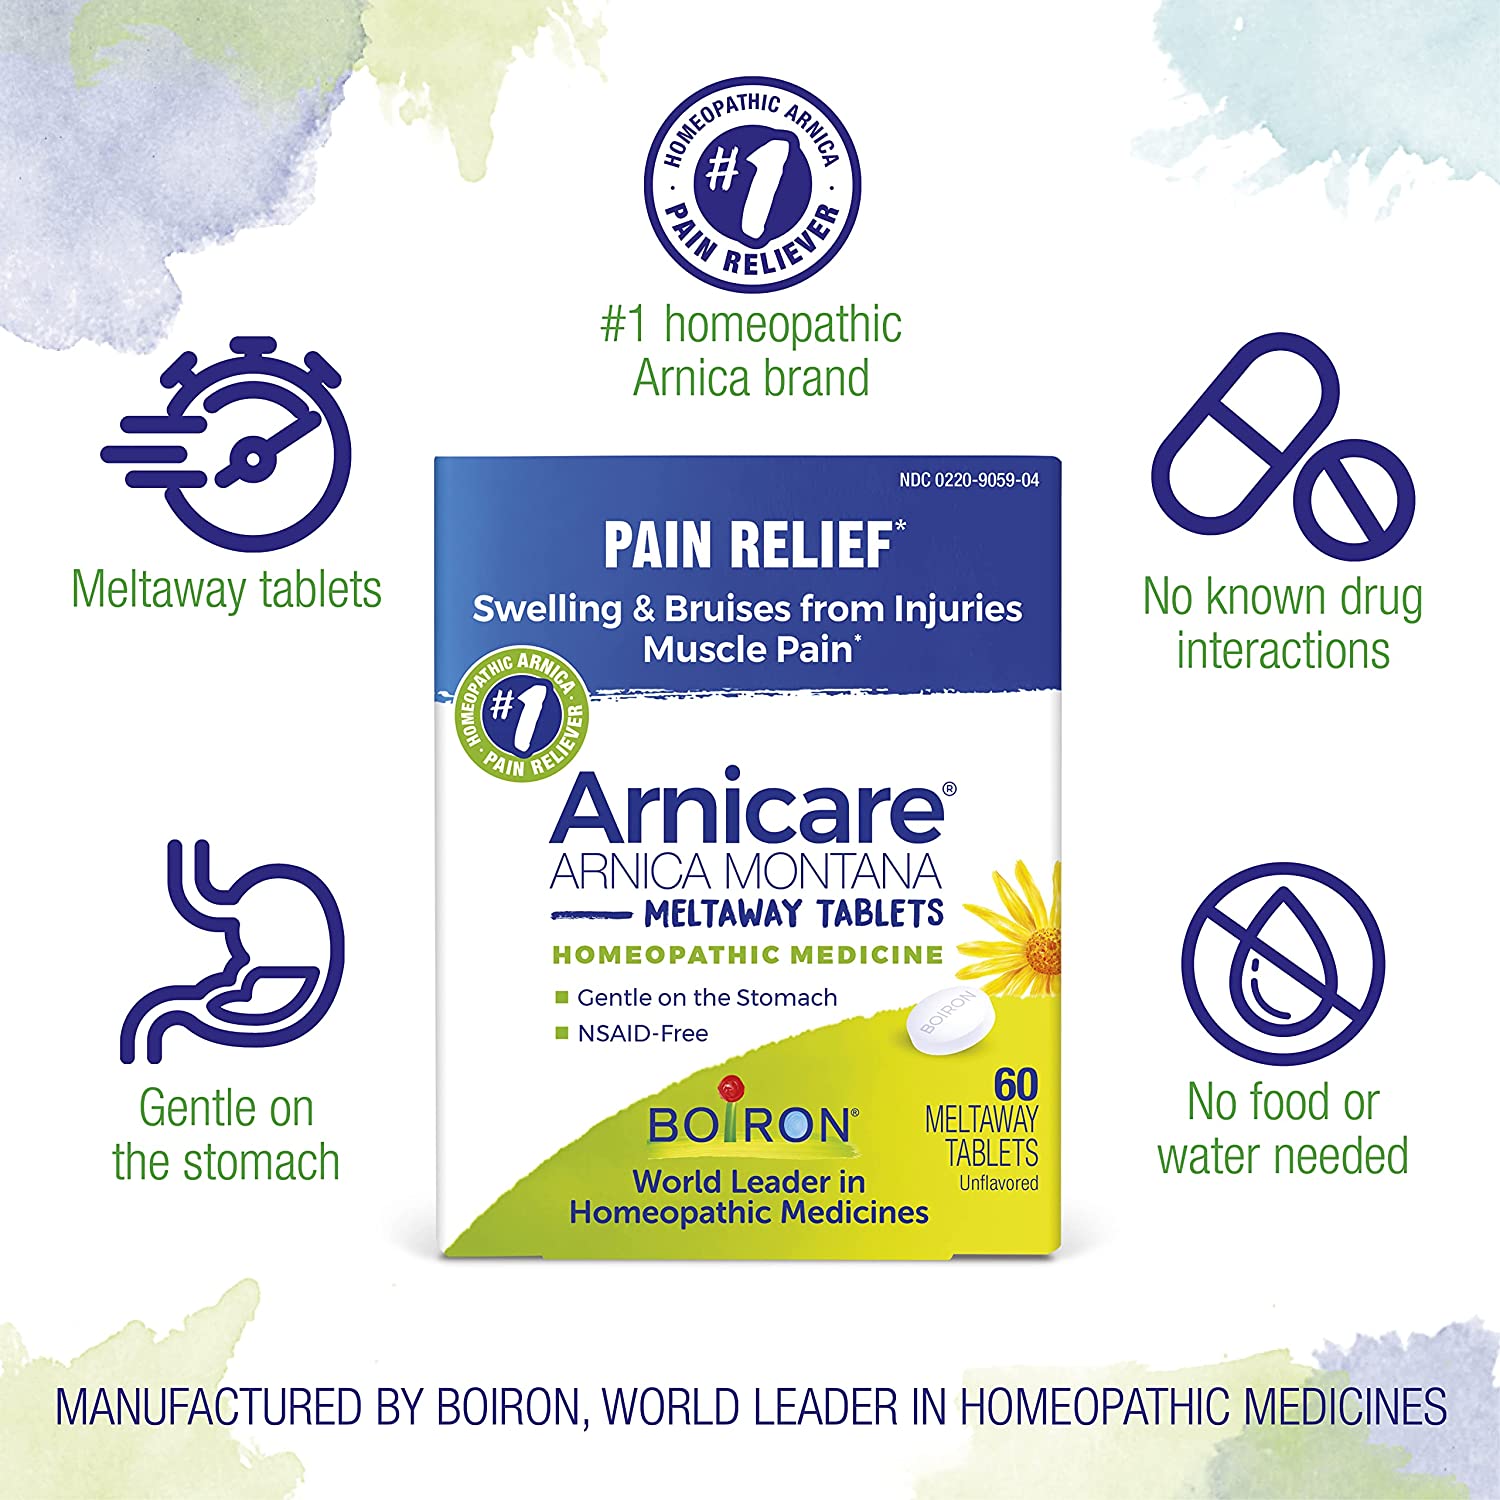 HOMEOPATHIC ARNICA
#1
· PAIN RELIEVER ·
#1 homeopathic
Arnica brand
Meltaway tablets
No known drug
interactions
NDC 0220-9059-04
PAIN RELIEF*
Swelling & Bruises from Injuries
Muscle Pain*
HOMEOPATHIC ARNICA
#1
· PAIN RELIEVER ·
Arnicare®
ARNICA MONTANA
MELTAWAY TABLETS
HOMEOPATHIC MEDICINE
Gentle on the Stomach
NSAID-Free
BOIRON
BOIRON®
60
MELTAWAY
TABLETS
Unflavored
World Leader in
Homeopathic Medicines
Gentle on
the stomach
No food or
water needed
MANUFACTURED BY BOIRON, WORLD LEADER IN HOMEOPATHIC MEDICINES